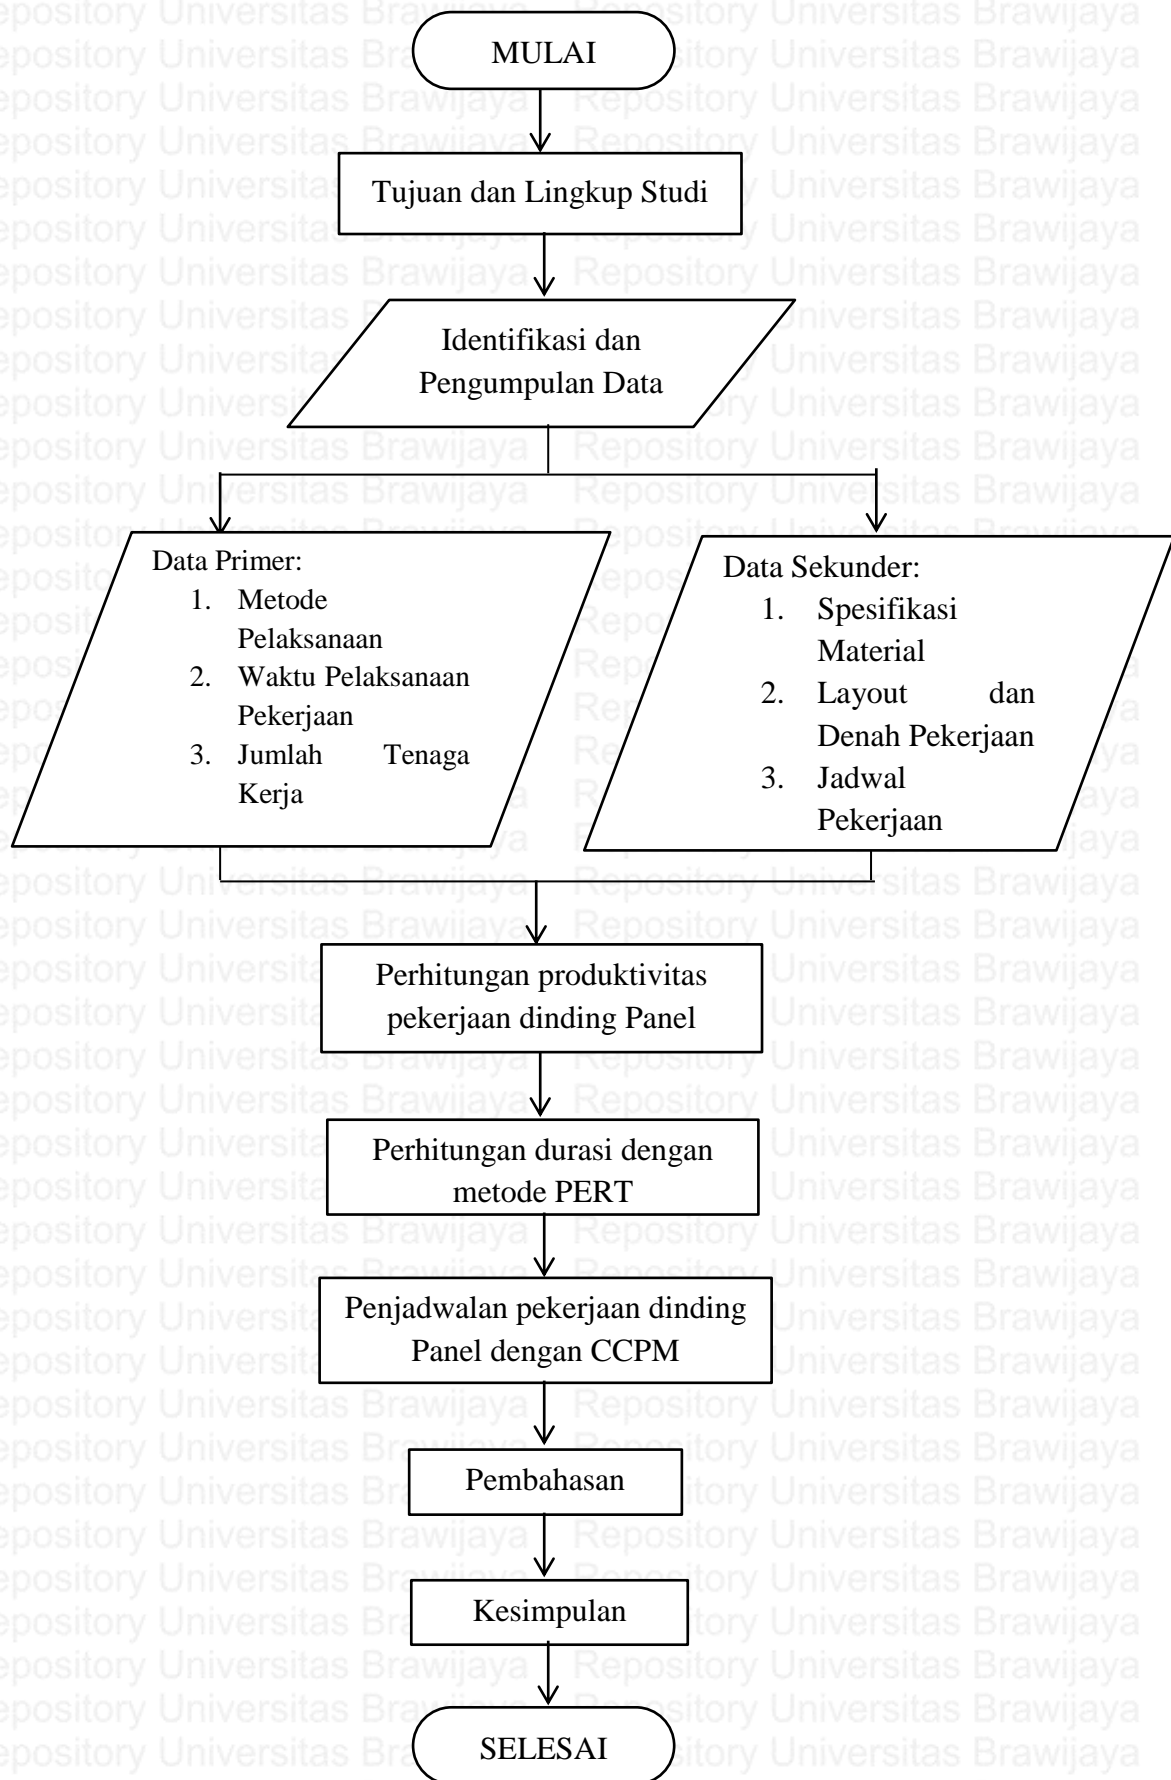 MULAI
Tujuan dan Lingkup Studi
Identifikasi dan
Pengumpulan Data
Data Primer:
1. Metode
Pelaksanaan
2. Waktu Pelaksanaan
Pekerjaan
3. Jumlah Tenaga
Kerja
Data Sekunder:
1. Spesifikasi
Material
2. Layout dan
Denah Pekerjaan
3. Jadwal
Pekerjaan
Perhitungan produktivitas
pekerjaan dinding Panel
Perhitungan durasi dengan
metode PERT
Penjadwalan pekerjaan dinding
Panel dengan CCPM
Pembahasan
Kesimpulan
SELESAI